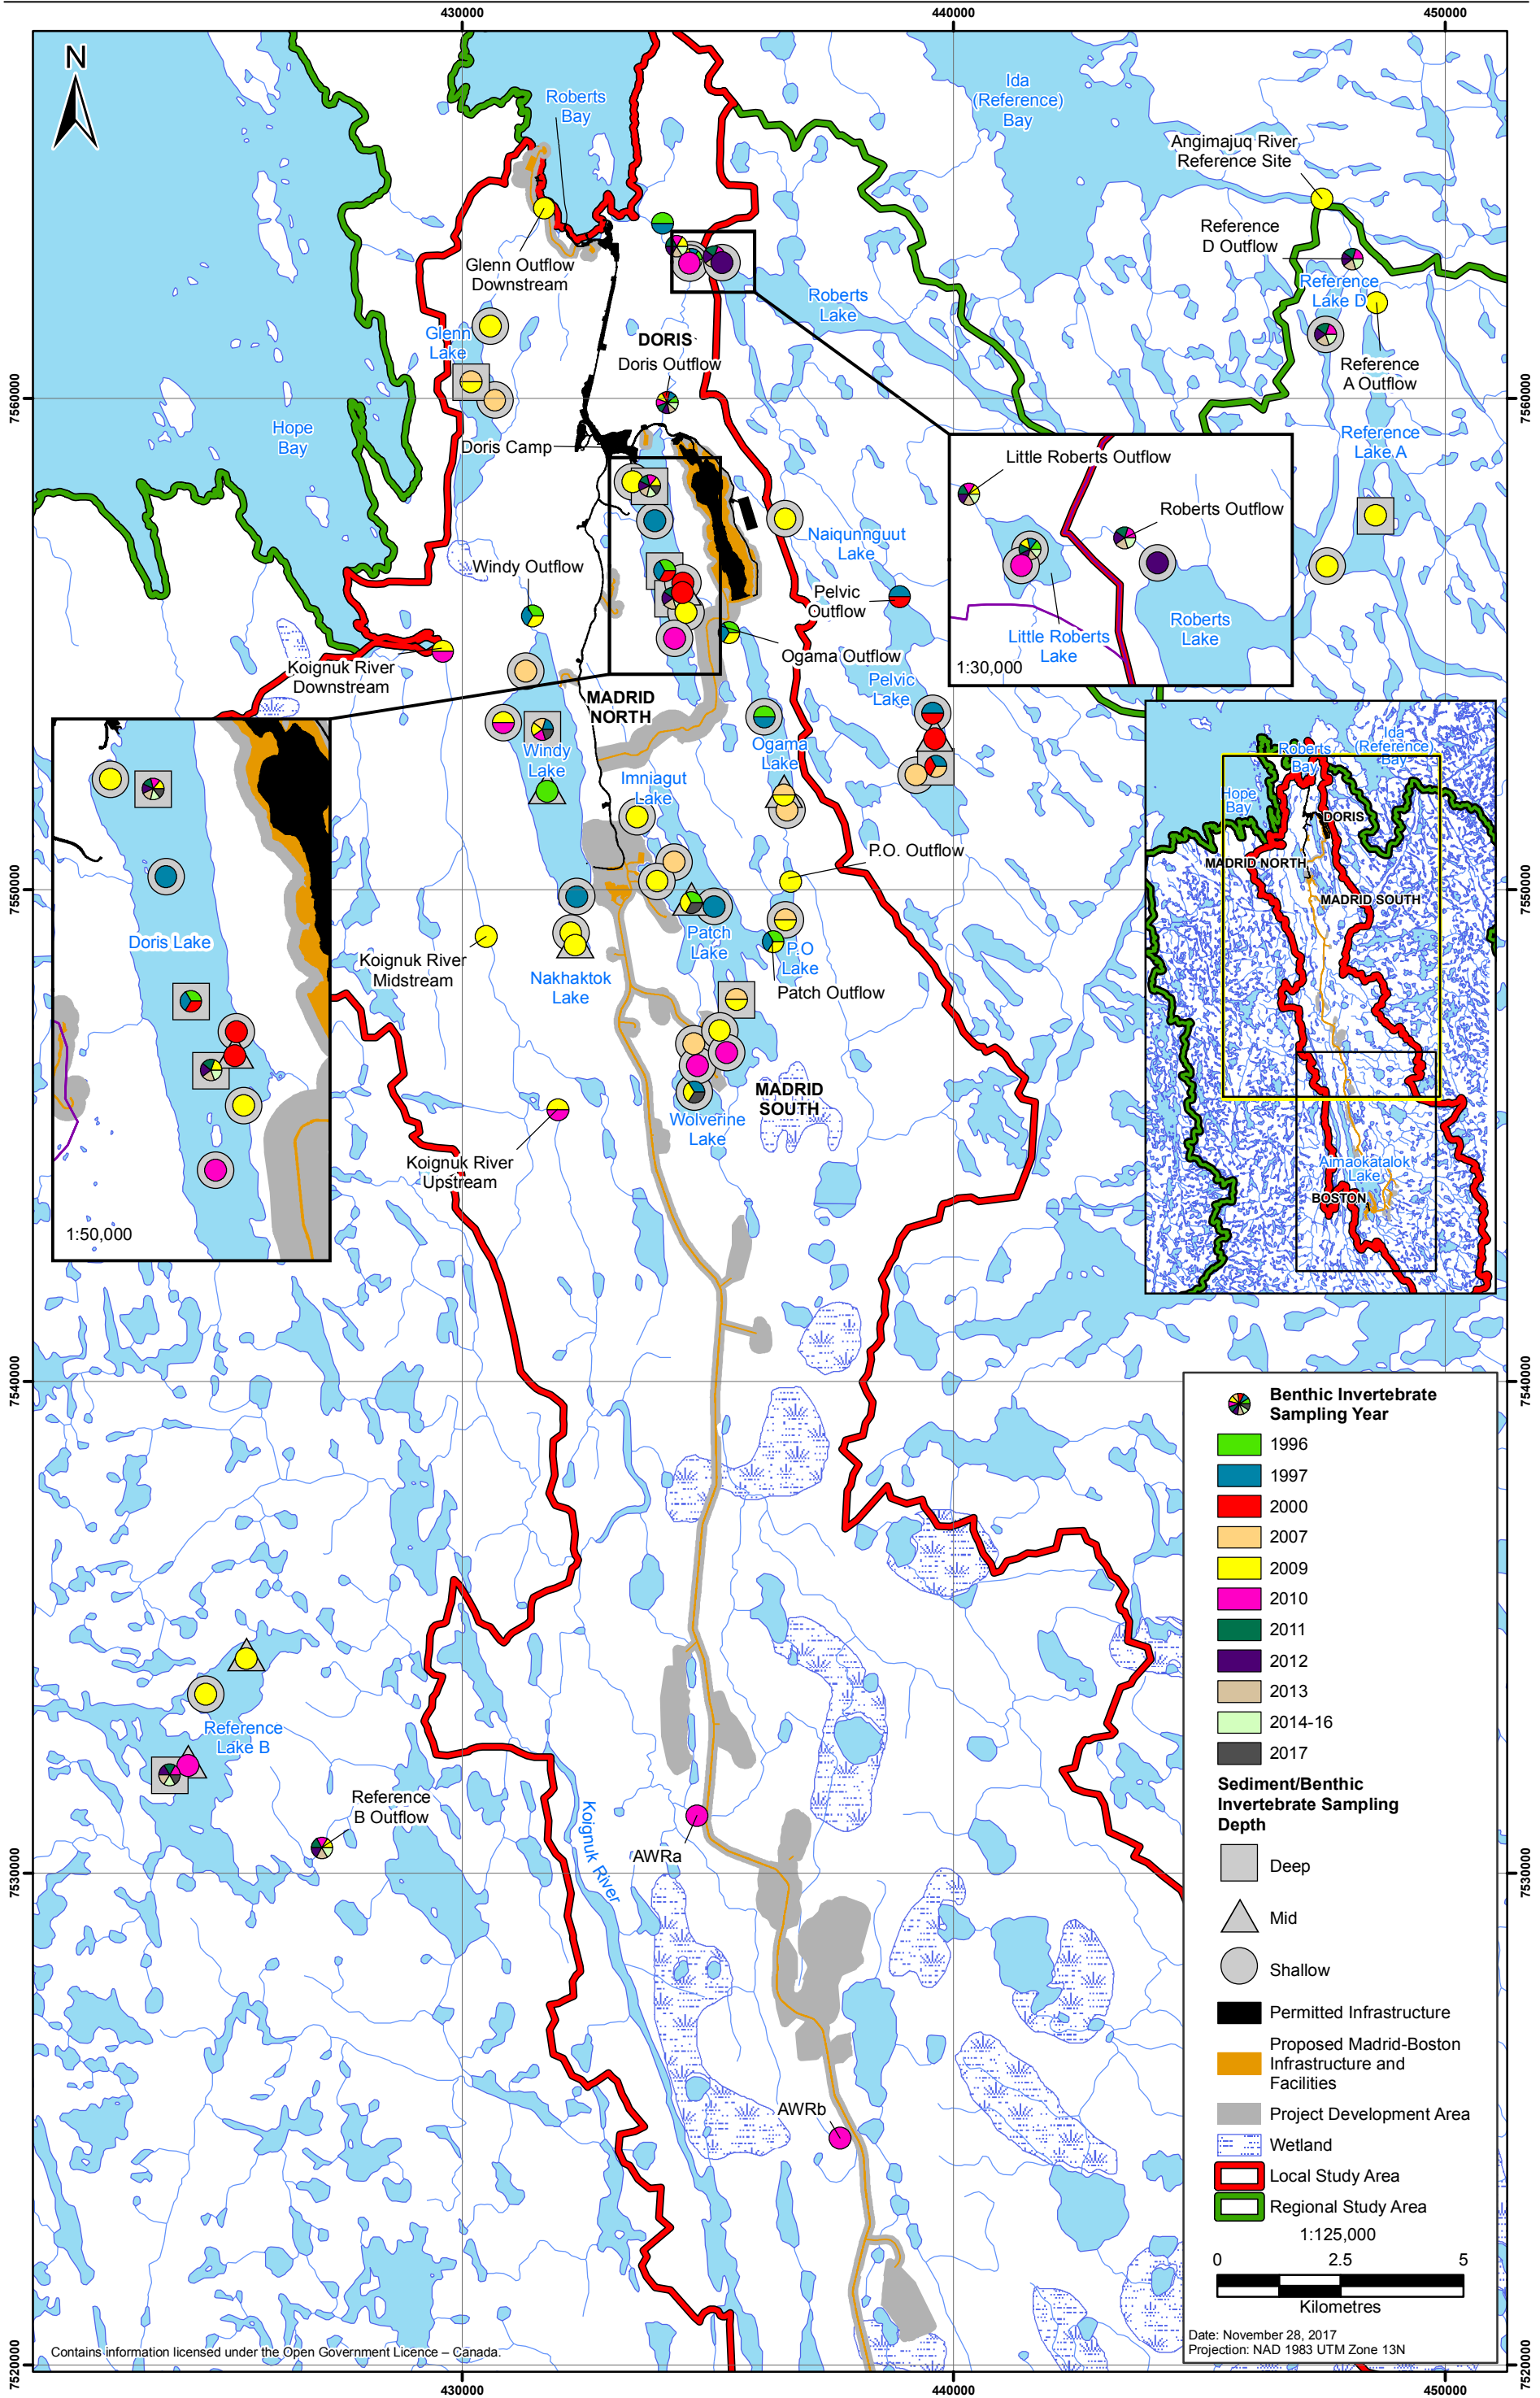 430000
440000
450000
N
Roberts
Bay
Ida
(Reference)
Bay
Angimajuq River
Reference Site
Reference
D Outflow
Glenn Outflow
Downstream
Roberts
Lake
Reference
Lake D
Glenn
Lake
DORIS
Doris Outflow
Reference
A Outflow
7560000
7560000
Hope
Bay
Doris Camp
Reference
Lake A
Little Roberts Outflow
Roberts Outflow
Little Roberts
Lake
Roberts
Lake
1:30,000
Naiqunnguut
Lake
Windy Outflow
Pelvic
Outflow
Ogama Outflow
Koignuk River
Downstream
Pelvic
Lake
MADRID
NORTH
Windy
Lake
Ogama
Lake
Imniagut
Lake
Doris Lake
1:50,000
P.O. Outflow
7550000
7550000
Patch
Lake
P.O
Lake
Koignuk River
Midstream
Nakhaktok
Lake
Patch Outflow
MADRID
SOUTH
Wolverine
Lake
Koignuk River
Upstream
Roberts
Bay
Ida
(Reference)
Bay
Hope
Bay
DORIS
MADRID NORTH
MADRID SOUTH
Aimaokatalok
Lake
BOSTON
7540000
7540000
Reference
Lake B
Reference
B Outflow
Koignuk River
AWRa
7530000
7530000
AWRb
Benthic Invertebrate
Sampling Year
1996
1997
2000
2007
2009
2010
2011
2012
2013
2014-16
2017
Sediment/Benthic
Invertebrate Sampling
Depth
Deep
Mid
Shallow
Permitted Infrastructure
Proposed Madrid-Boston
Infrastructure and
Facilities
Project Development Area
Wetland
Local Study Area
Regional Study Area
1:125,000
0 2.5 5
Kilometres
Date: November 28, 2017
Projection: NAD 1983 UTM Zone 13N
Contains information licensed under the Open Government Licence – Canada.
7520000
7520000
430000
440000
450000